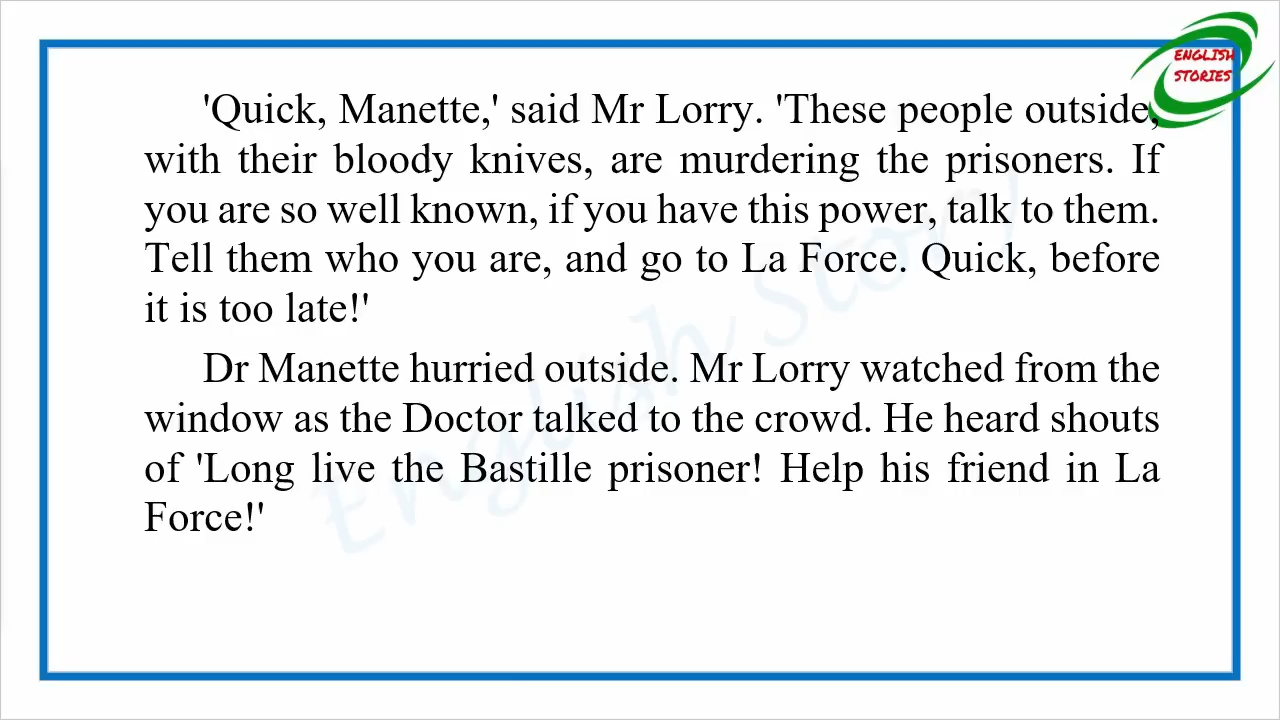 ENGLISH
STORIES
'Quick, Manette,' said Mr Lorry. 'These people outside,
with their bloody knives, are murdering the prisoners. If
you are so well known, if you have this power, talk to them.
Tell them who you are, and go to La Force. Quick, before
it is too late!'
Dr Manette hurried outside. Mr Lorry watched from the
window as the Doctor talked to the crowd. He heard shouts
of 'Long live the Bastille prisoner! Help his friend in La
Force!'
English Story